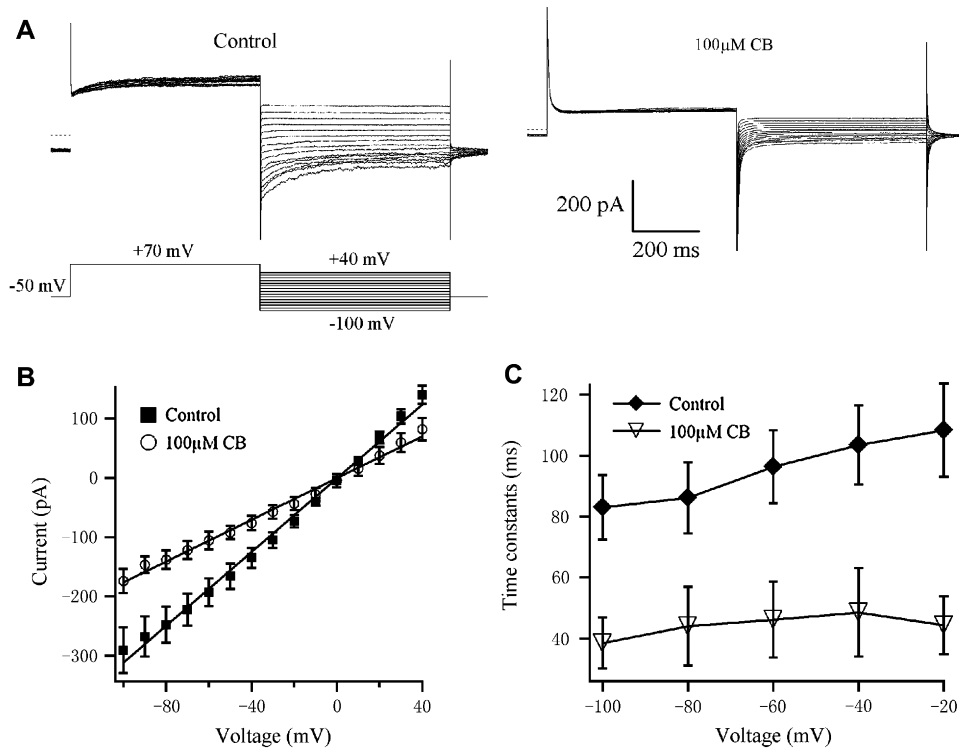 A
Control
100μM CB
200 pA
200 ms
+70 mV
+40 mV
-50 mV
-100 mV
B
Control
100μM CB
100
0
-100
-200
-300
Current (pA)
-80
-40
0
40
Voltage (mV)
C
Control
100μM CB
120
100
80
60
40
Time constants (ms)
-100
-80
-60
-40
-20
Voltage (mV)